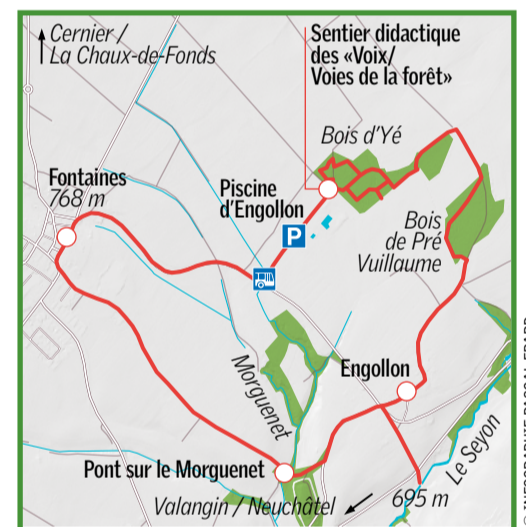 Cernier /
La Chaux-de-Fonds
Sentier didactique
des «Voix/
Voies de la forêt»
Bois d'Yé
Fontaines
768 m
Piscine
d'Engollon
P
Bois
de Pré
Vuillaume
Morguenet
Engollon
Le Seyon
Pont sur le Morguenet
695 m
Valangin / Neuchâtel